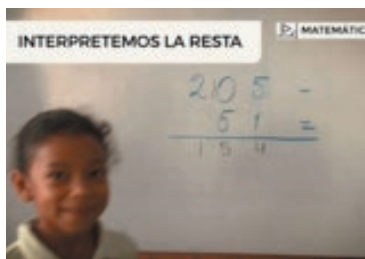 MATEMÁTIC
INTERPRETEMOS LA RESTA
205 -
51 =
154